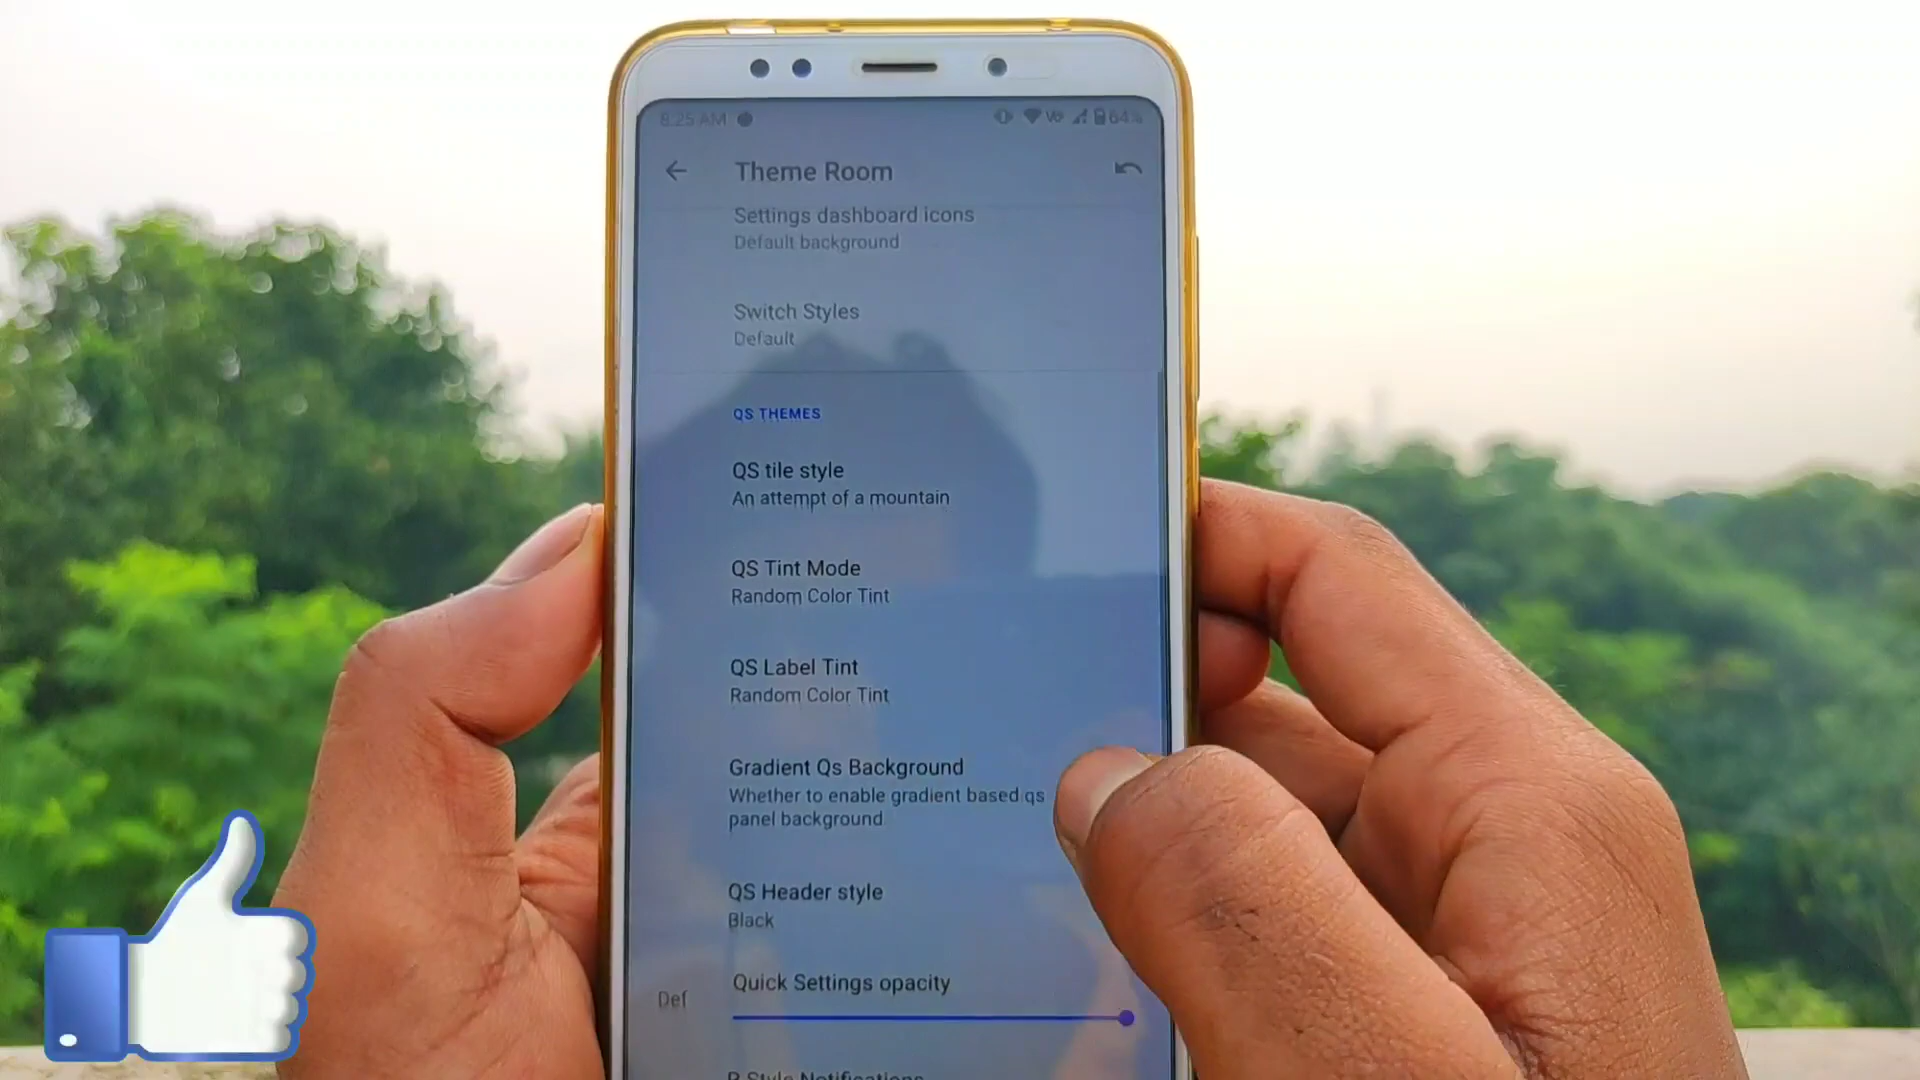 8:25 AM
Vo 64%
Theme Room
Settings dashboard icons
Default background
Switch Styles
Default
QS THEMES
QS tile style
An attempt of a mountain
QS Tint Mode
Random Color Tint
QS Label Tint
Random Color Tint
Gradient Qs Background
Whether to enable gradient based qs
panel background
QS Header style
Black
Quick Settings opacity
Def